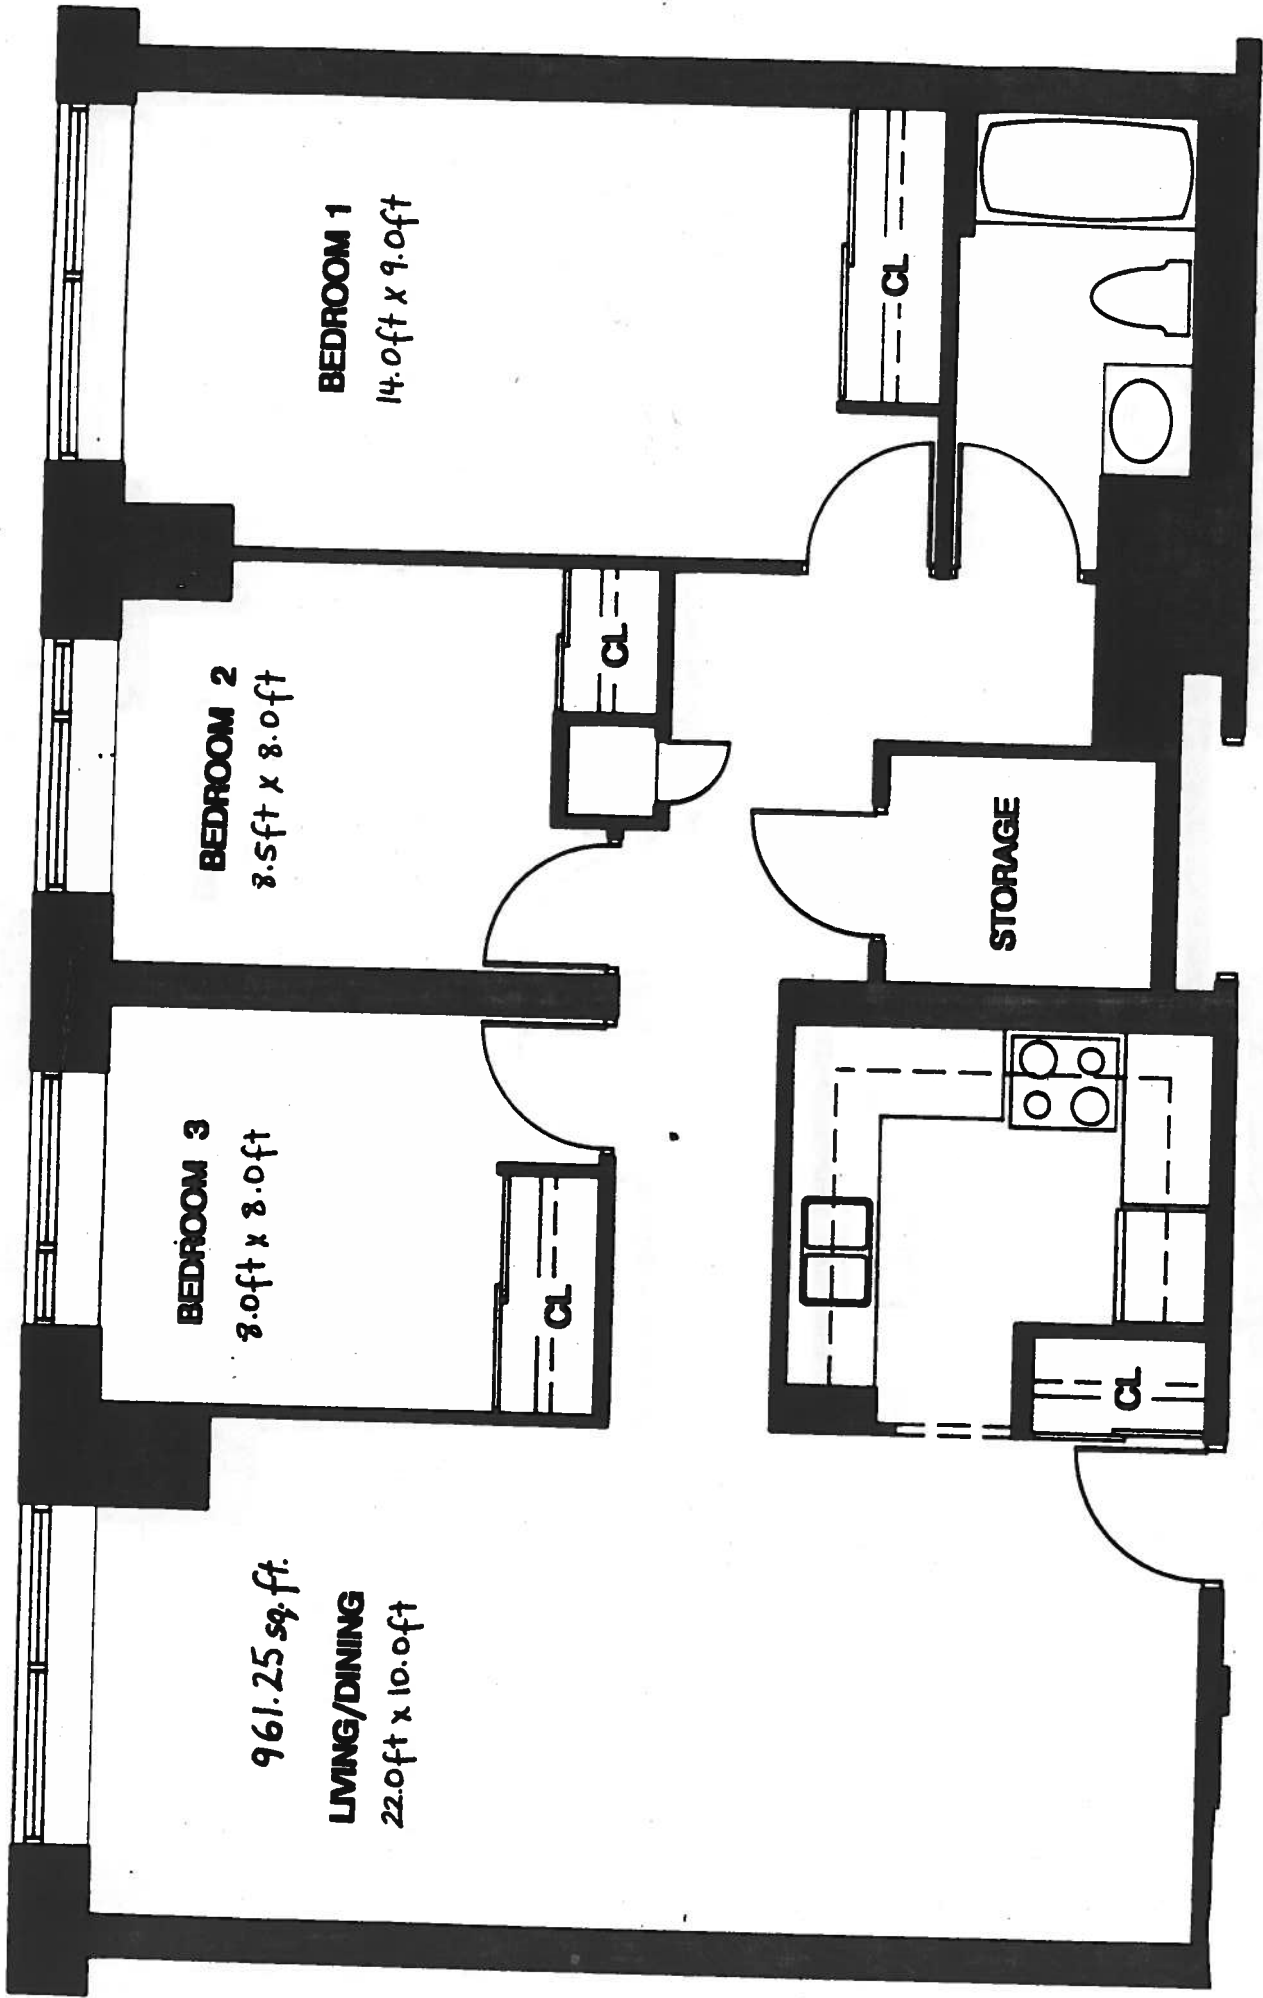 BEDROOM 1
14.0ft x 9.0ft
CL
BEDROOM 2
8.5ft x 8.0ft
CL
STORAGE
BEDROOM 3
8.0ft x 8.0ft
CL
CL
961.25 sq.ft.
LIVING/DINING
22.0ft x 10.0ft